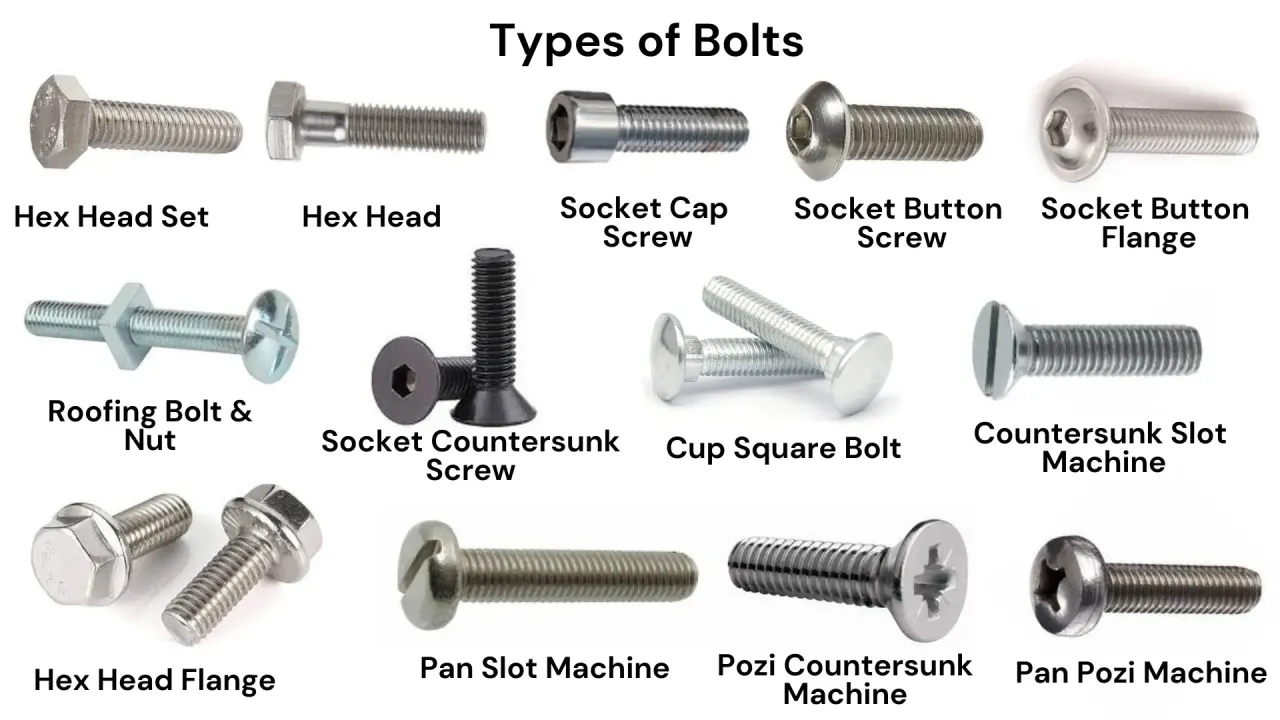 Types of Bolts
Hex Head Set
Hex Head
Socket Cap
Screw
Socket Button
Screw
Socket Button
Flange
Roofing Bolt &
Nut
Socket Countersunk
Screw
Cup Square Bolt
Countersunk Slot
Machine
Hex Head Flange
Pan Slot Machine
Pozi Countersunk
Machine
Pan Pozi Machine